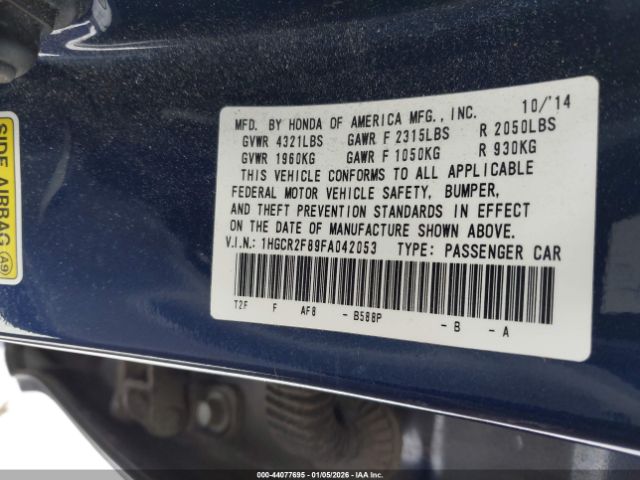 MFD. BY HONDA OF AMERICA MFG., INC. 10/'14
GVWR 4321LBS GAWR F 2315LBS R 2050LBS
GVWR 1960KG GAWR F 1050KG R 930KG
THIS VEHICLE CONFORMS TO ALL APPLICABLE
FEDERAL MOTOR VEHICLE SAFETY, BUMPER,
AND THEFT PREVENTION STANDARDS IN EFFECT
ON THE DATE OF MANUFACTURE SHOWN ABOVE.
V.I.N.: 1HGCR2F89FA042053 TYPE: PASSENGER CAR
T2F F AF8 - B588P - B - A
SIDE AIRBAG
A9
000-44077695 - 01/05/2026 - IAAI.com